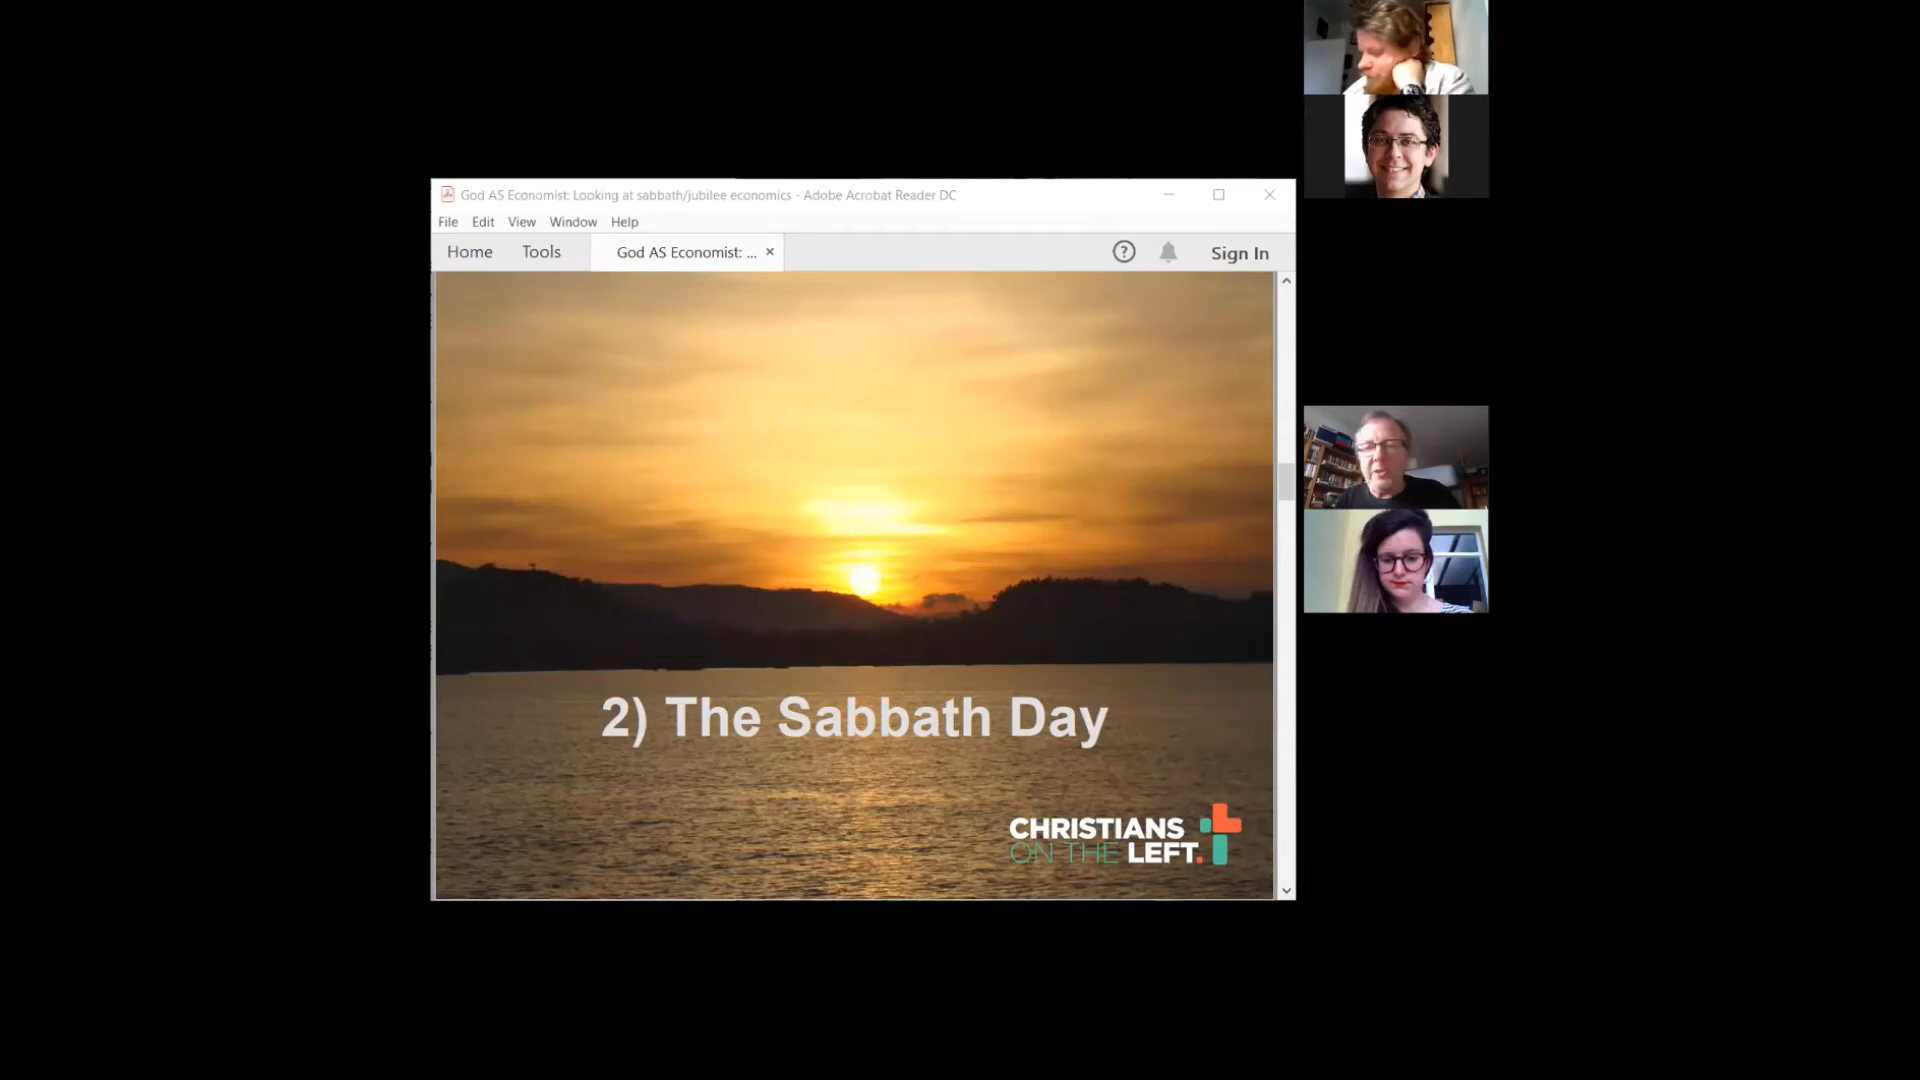 God AS Economist: Looking at sabbath/jubilee economics - Adobe Acrobat Reader DC
File Edit View Window Help
Home Tools God AS Economist: ... × ? Sign In
2) The Sabbath Day
CHRISTIANS
ON THE LEFT.